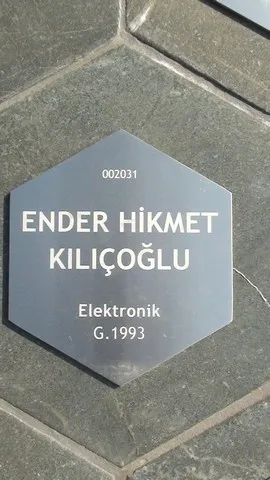 002031
ENDER HİKMET
KILIÇOĞLU
Elektronik
G.1993